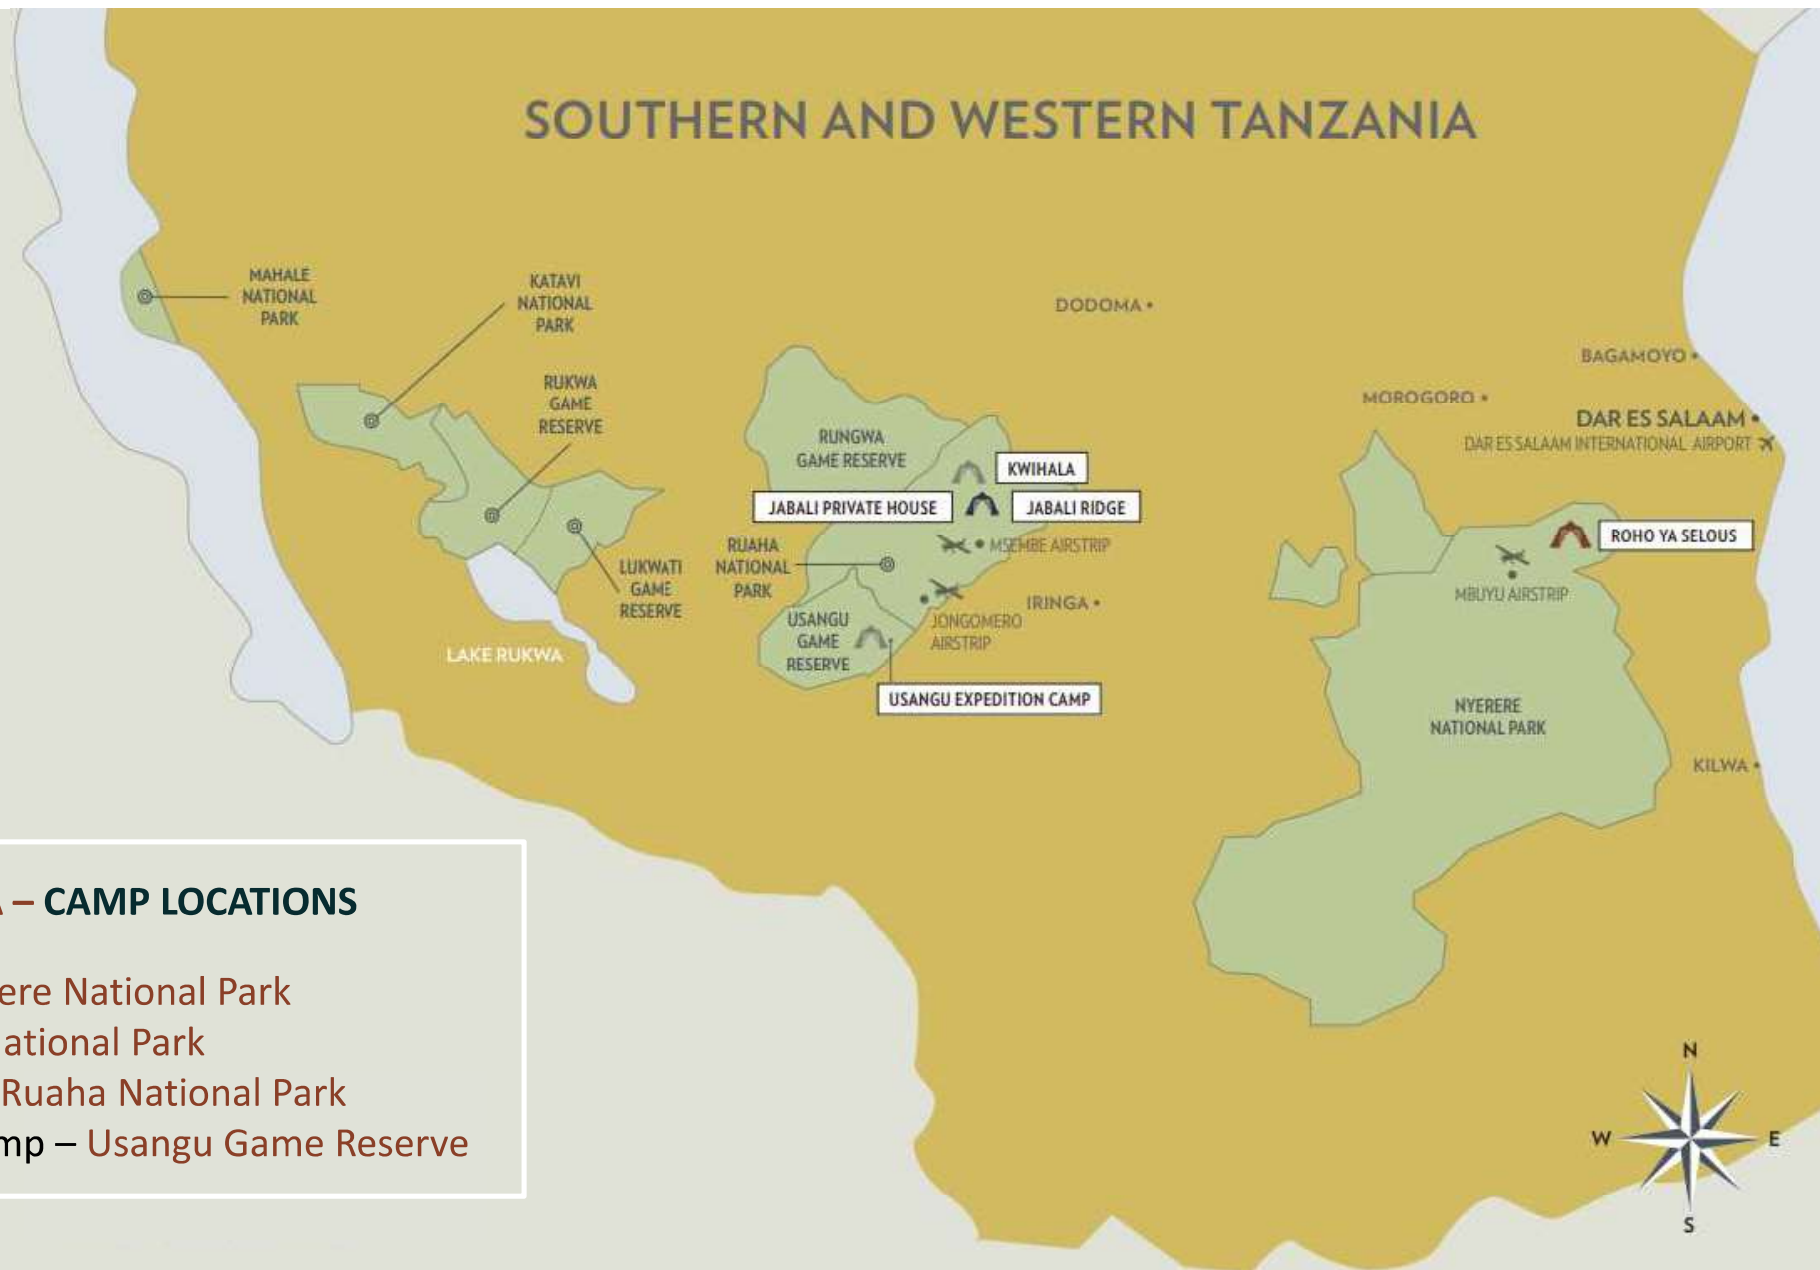 SOUTHERN AND WESTERN TANZANIA
MAHALE
NATIONAL
PARK
KATAVI
NATIONAL
PARK
RUKWA
GAME
RESERVE
LUKWATI
GAME
RESERVE
LAKE RUKWA
DODOMA
RUNGWA
GAME RESERVE
KWIHALA
JABALI PRIVATE HOUSE
JABALI RIDGE
RUAHA
NATIONAL
PARK
MSEMBE AIRSTRIP
IRINGA
JONGOMERO
AIRSTRIP
USANGU
GAME
RESERVE
USANGU EXPEDITION CAMP
BAGAMOYO
MOROGORO
DAR ES SALAAM
DAR ES SALAAM INTERNATIONAL AIRPORT
ROHO YA SELOUS
MBUYU AIRSTRIP
NYERERE
NATIONAL PARK
KILWA
A – CAMP LOCATIONS
ere National Park
ational Park
Ruaha National Park
mp – Usangu Game Reserve
N
W E
S